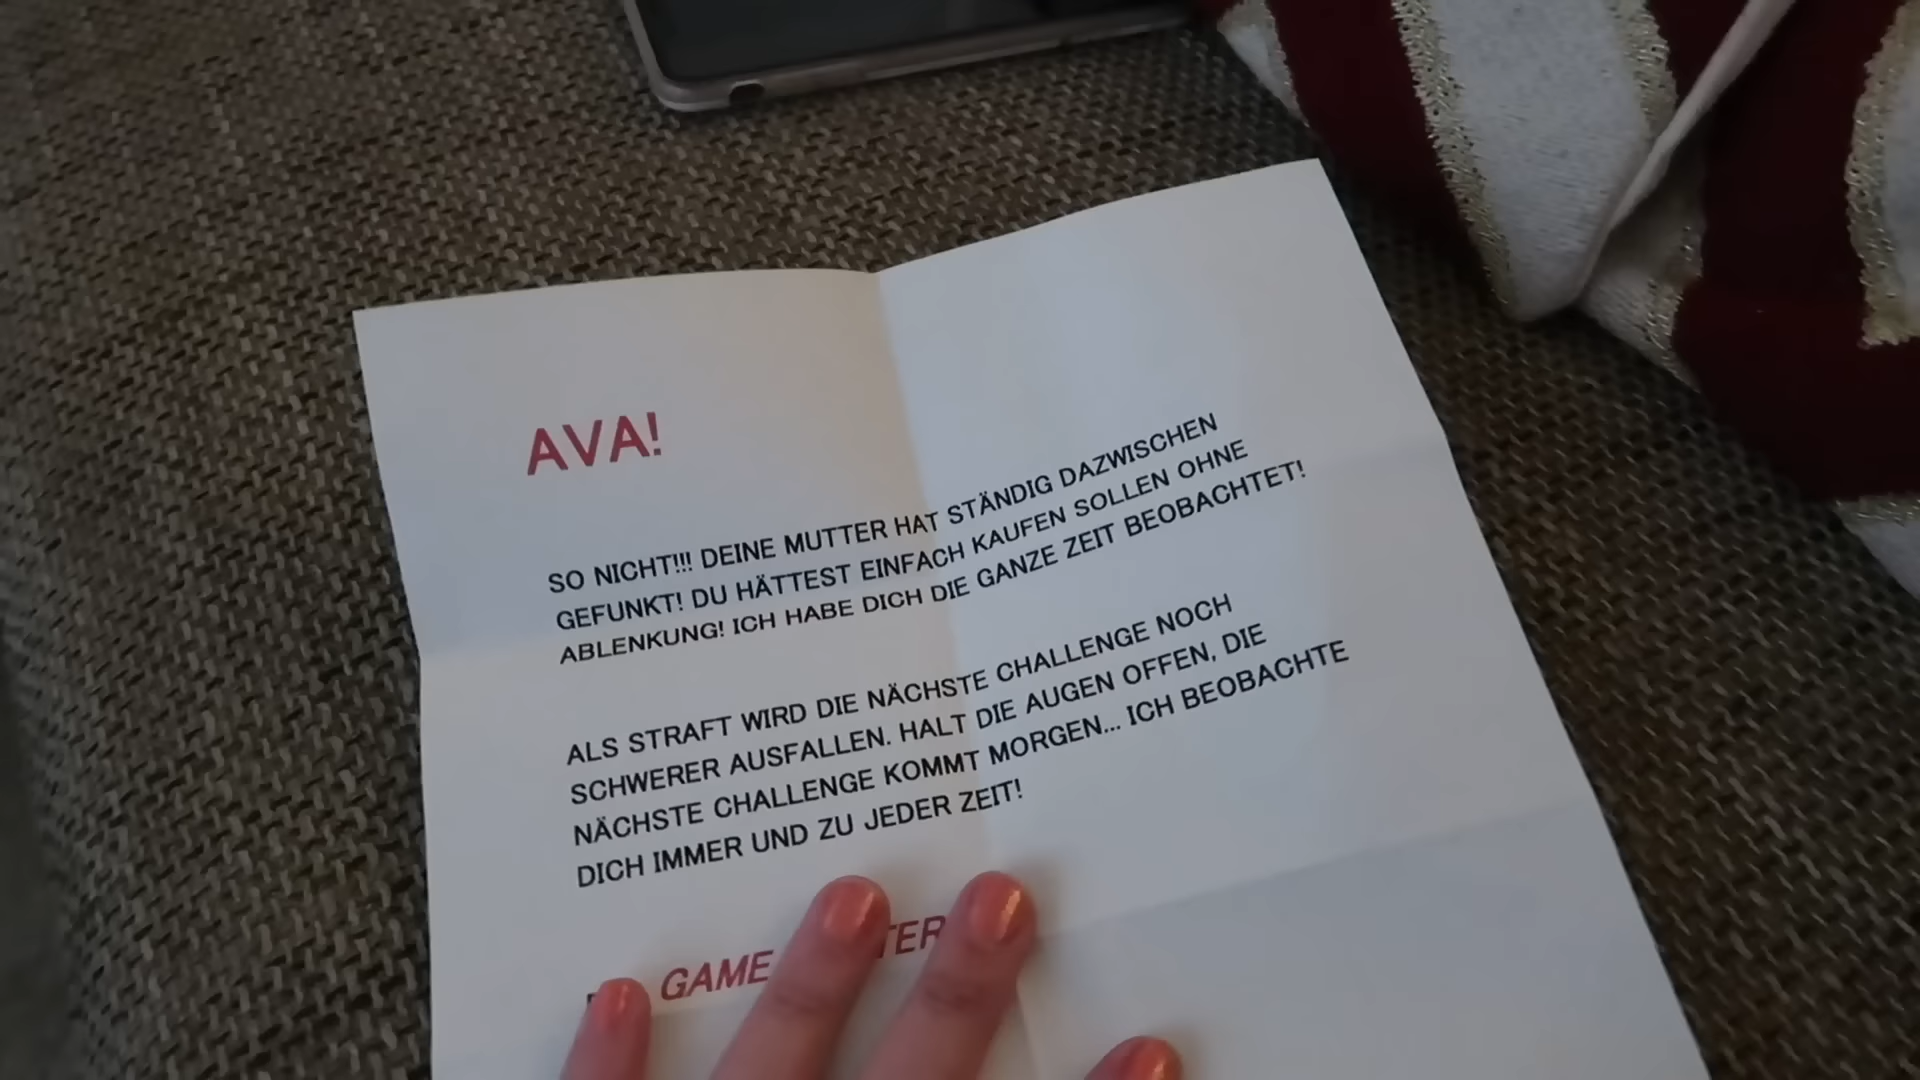 AVA!
SO NICHT!!! DEINE MUTTER HAT STÄNDIG DAZWISCHEN
GEFUNKT! DU HÄTTEST EINFACH KAUFEN SOLLEN OHNE
ABLENKUNG! ICH HABE DICH DIE GANZE ZEIT BEOBACHTET!
ALS STRAFT WIRD DIE NÄCHSTE CHALLENGE NOCH
SCHWERER AUSFALLEN. HALT DIE AUGEN OFFEN, DIE
NÄCHSTE CHALLENGE KOMMT MORGEN... ICH BEOBACHTE
DICH IMMER UND ZU JEDER ZEIT!
GAME